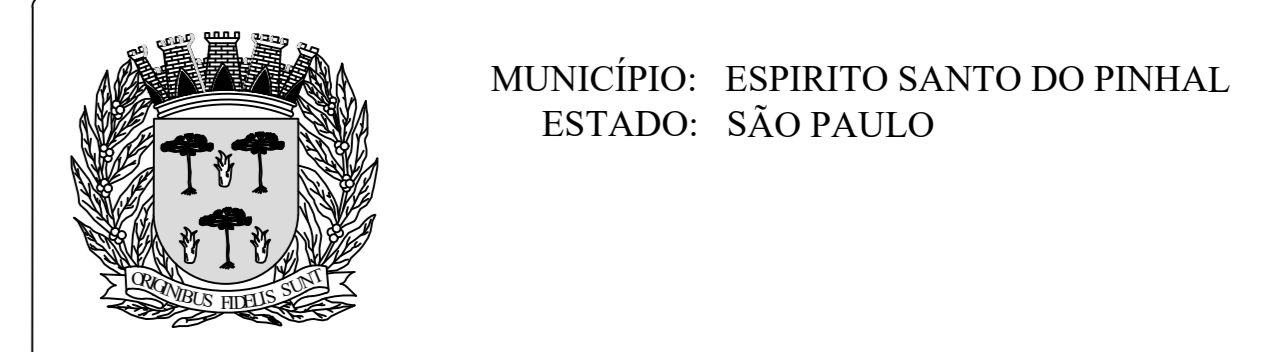 MUNICÍPIO: ESPIRITO SANTO DO PINHAL
ESTADO: SÃO PAULO
ORIGINIBUS FIDELIS SUNT